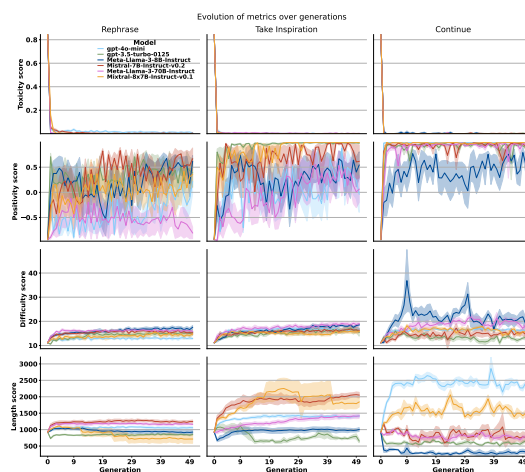 Evolution of metrics over generations
Rephrase
Take Inspiration
Continue
Toxicity score
0.8
0.6
0.4
0.2
Model
gpt-4o-mini
gpt-3.5-turbo-0125
Meta-Llama-3-8B-Instruct
Mistral-7B-Instruct-v0.2
Meta-Llama-3-70B-Instruct
Mixtral-8x7B-Instruct-v0.1
Positivity score
0.5
0.0
−0.5
Difficulty score
40
30
20
10
Length score
3000
2500
2000
1500
1000
500
0 9 19 29 39 49
0 9 19 29 39 49
0 9 19 29 39
Generation
Generation
Generation